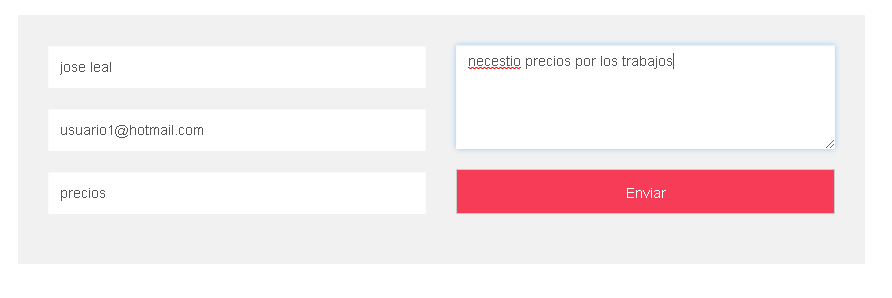 jose leal
usuario1@hotmail.com
precios
necestio precios por los trabajos
Enviar